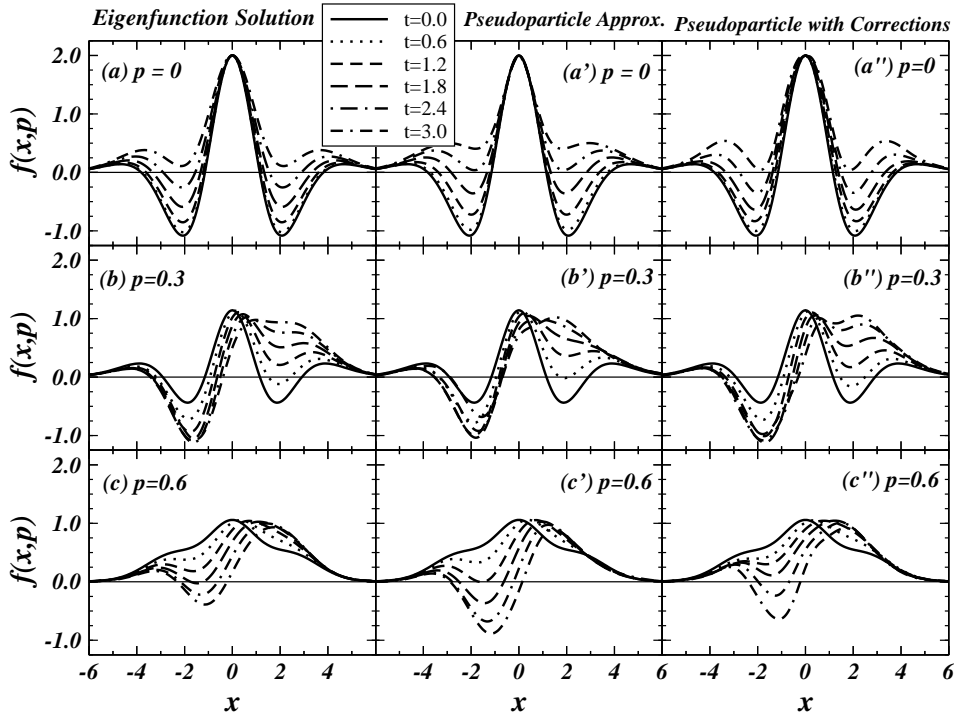 Eigenfunction Solution
Pseudoparticle Approx.
Pseudoparticle with Corrections
t=0.0
t=0.6
t=1.2
t=1.8
t=2.4
t=3.0
(a) p = 0
(a') p = 0
(a'') p=0
f(x,p)
2.0
1.0
0.0
-1.0
(b) p=0.3
(b') p=0.3
(b'') p=0.3
f(x,p)
2.0
1.0
0.0
-1.0
(c) p=0.6
(c') p=0.6
(c'') p=0.6
f(x,p)
2.0
1.0
0.0
-1.0
-6 -4 -2 0 2 4 -6 -4 -2 0 2 4 -6 -4 -2 0 2 4 6
x x x